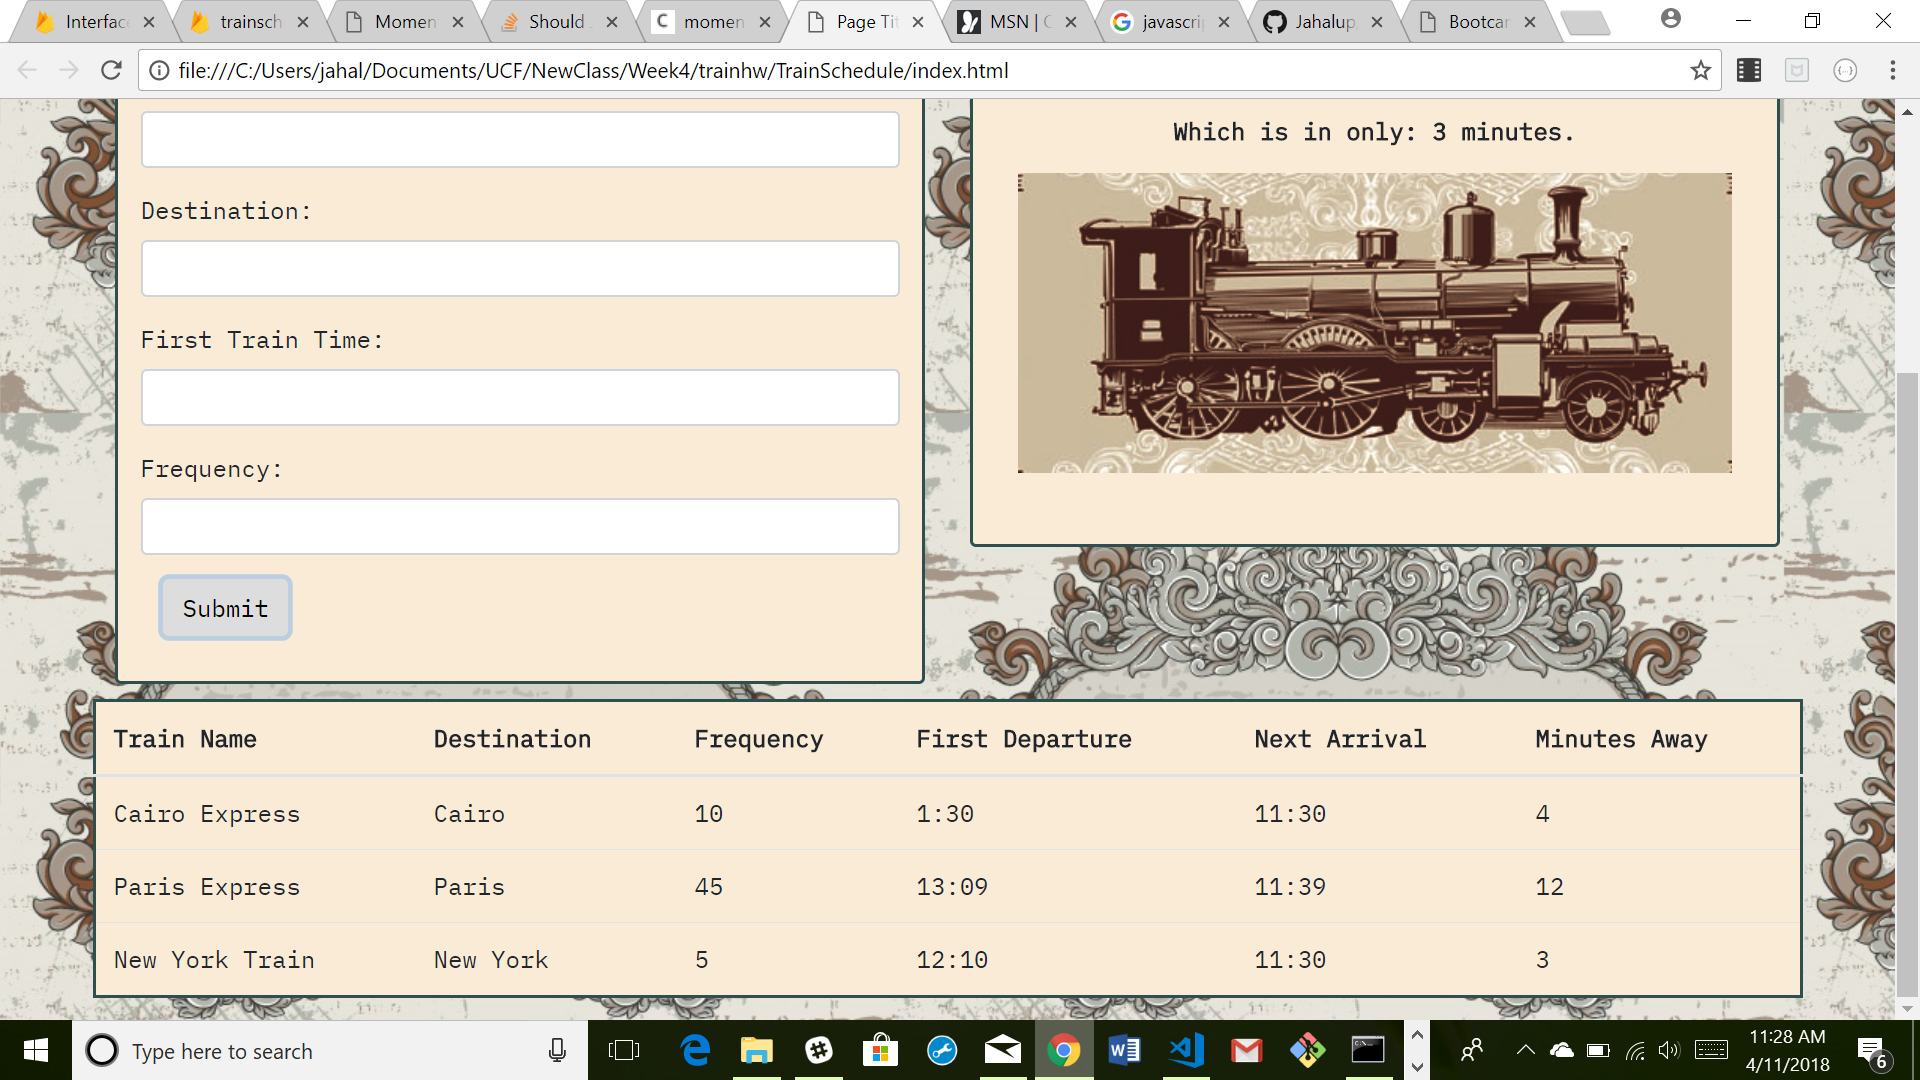 Interfac
trainsch
Momen
Should
momen
Page Tit
MSN | C
javascrip
Jahalup
Bootcar
file:///C:/Users/jahal/Documents/UCF/NewClass/Week4/trainhw/TrainSchedule/index.html
Which is in only: 3 minutes.
Destination:
First Train Time:
Frequency:
Submit
Train Name Destination Frequency First Departure Next Arrival Minutes Away
Cairo Express Cairo 10 1:30 11:30 4
Paris Express Paris 45 13:09 11:39 12
New York Train New York 5 12:10 11:30 3
Type here to search
11:28 AM
4/11/2018
6